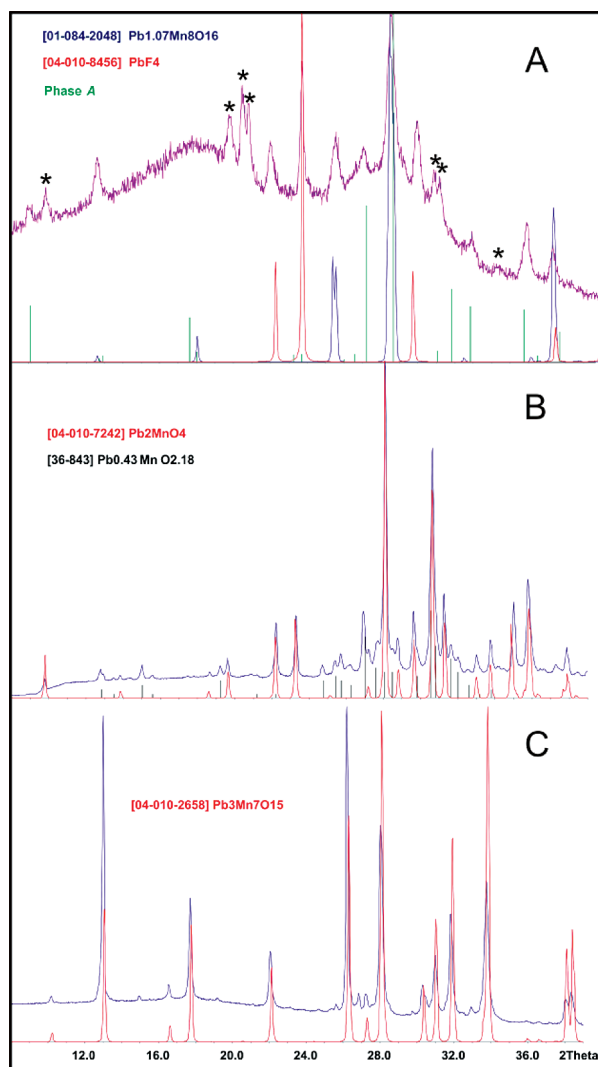 [01-084-2048] Pb1.07Mn8O16
A
[04-010-8456] PbF4
Phase A
*
*
*
*
*
*
*
B
[04-010-7242] Pb2MnO4
[36-843] Pb0.43 Mn O2.18
C
[04-010-2658] Pb3Mn7O15
12.0 16.0 20.0 24.0 28.0 32.0 36.0 2Theta